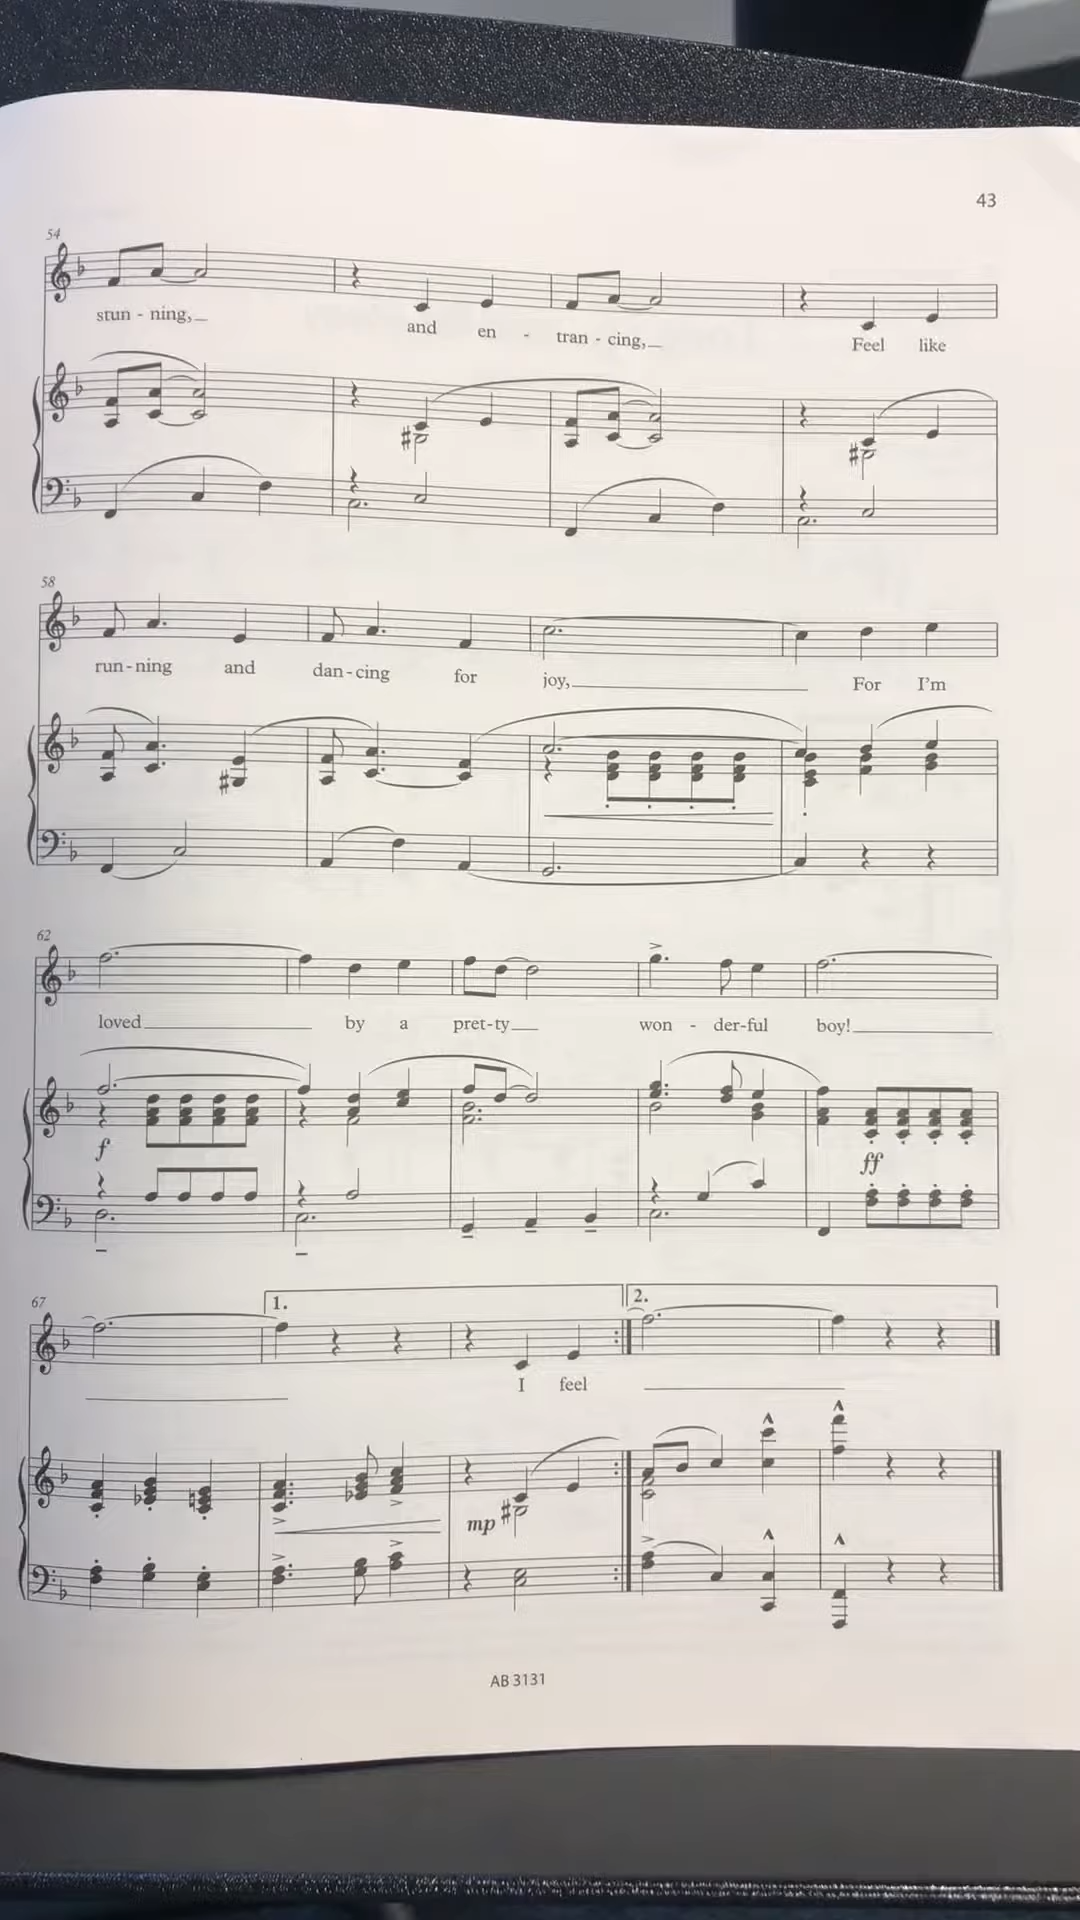 43
54
stun - ning,
and en - tran - cing,
Feel like
58
run - ning and dan - cing for joy, For I'm
62
loved by a pret - ty won - der - ful boy!
f
ff
67
1.
2.
I feel
mp
AB 3131